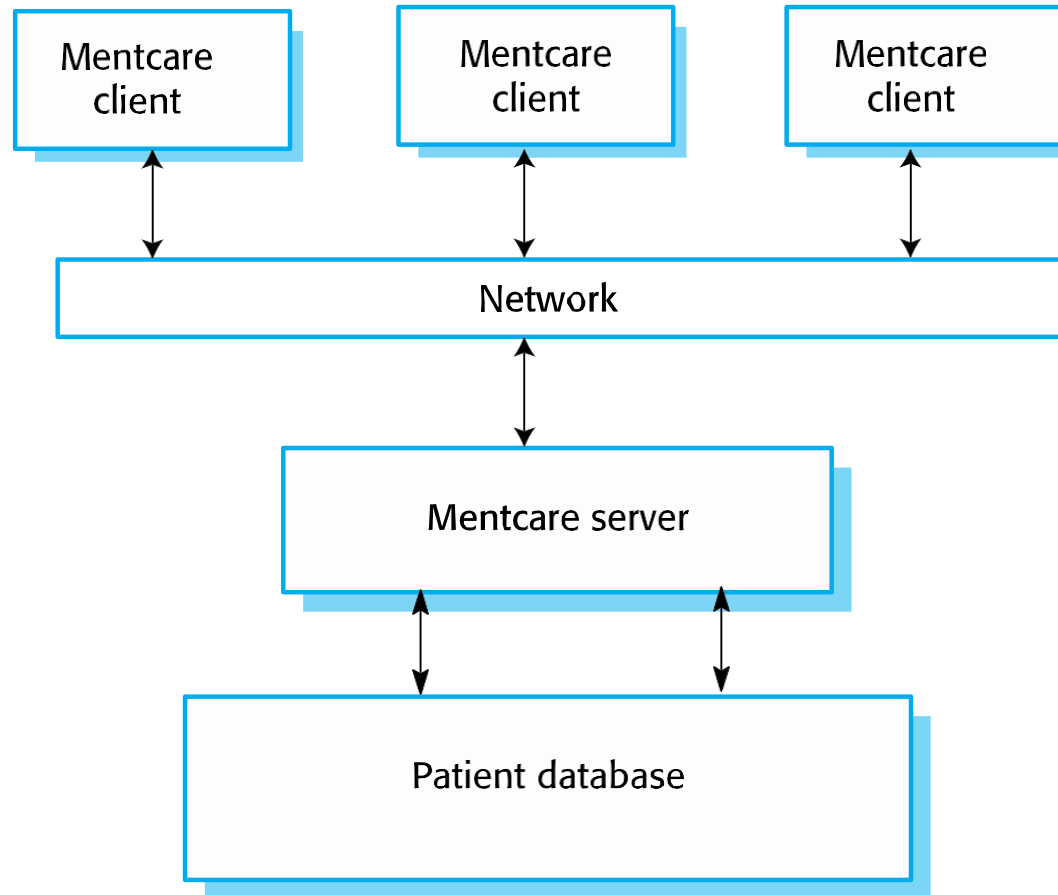 Mentcare
client
Mentcare
client
Mentcare
client
Network
Mentcare server
Patient database